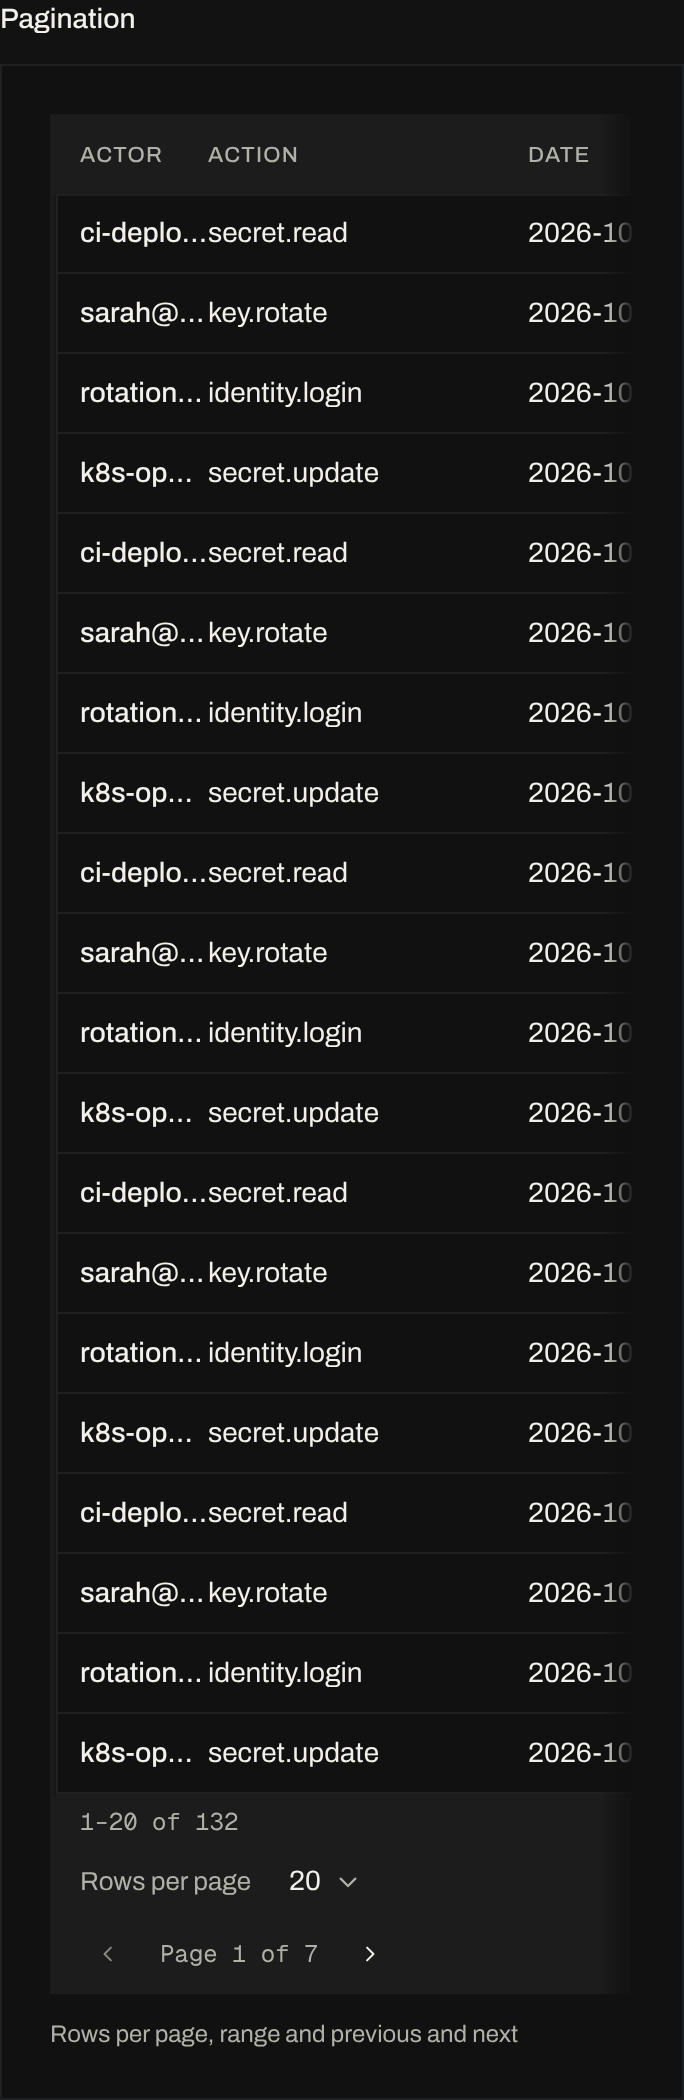 Pagination
ACTOR ACTION DATE
ci-deplo... secret.read 2026-10
sarah@... key.rotate 2026-10
rotation... identity.login 2026-10
k8s-op... secret.update 2026-10
ci-deplo... secret.read 2026-10
sarah@... key.rotate 2026-10
rotation... identity.login 2026-10
k8s-op... secret.update 2026-10
ci-deplo... secret.read 2026-10
sarah@... key.rotate 2026-10
rotation... identity.login 2026-10
k8s-op... secret.update 2026-10
ci-deplo... secret.read 2026-10
sarah@... key.rotate 2026-10
rotation... identity.login 2026-10
k8s-op... secret.update 2026-10
ci-deplo... secret.read 2026-10
sarah@... key.rotate 2026-10
rotation... identity.login 2026-10
k8s-op... secret.update 2026-10
1–20 of 132
Rows per page 20
Page 1 of 7
Rows per page, range and previous and next